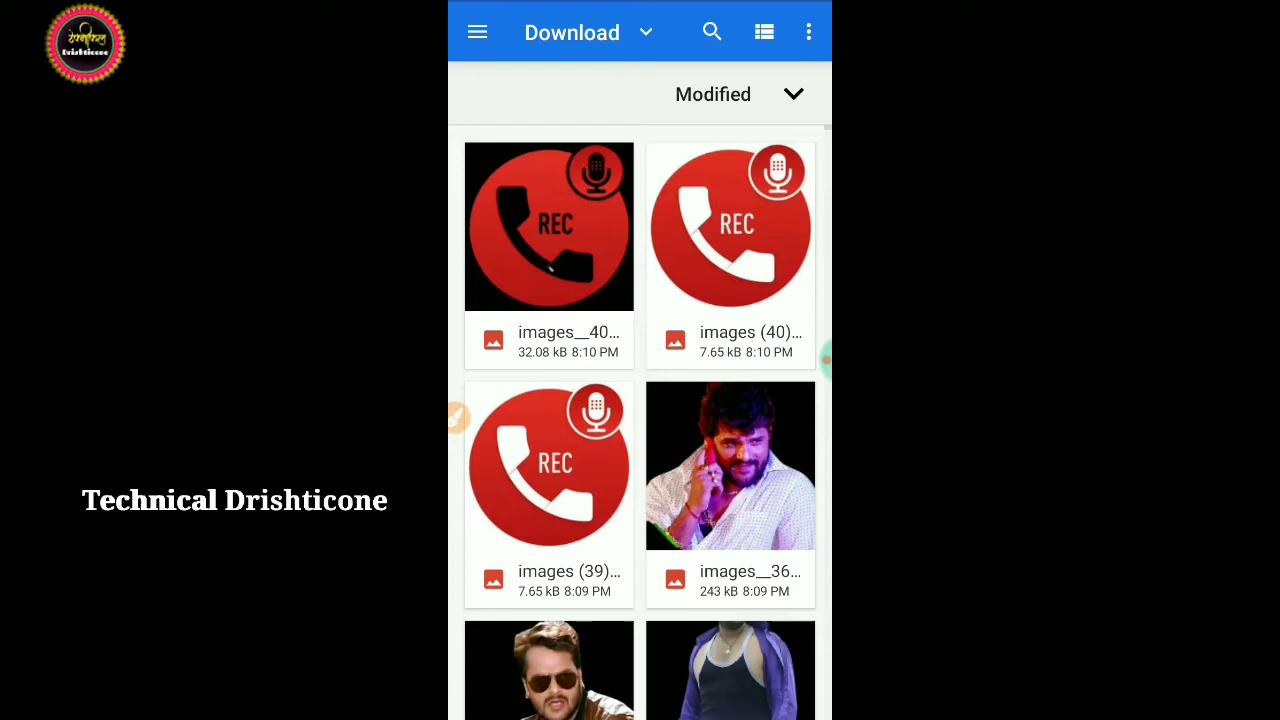 Download
Modified
REC
REC
images__40...
32.08 kB 8:10 PM
images (40)...
7.65 kB 8:10 PM
REC
images (39)...
7.65 kB 8:09 PM
images__36...
243 kB 8:09 PM
Drishticone
Technical Drishticone